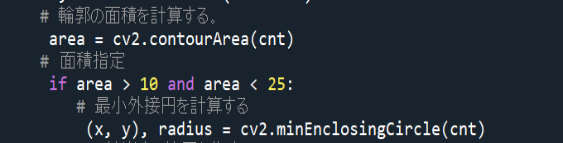 # 輪郭の面積を計算する。
area = cv2.contourArea(cnt)
# 面積指定
if area > 10 and area < 25:
# 最小外接円を計算する
(x, y), radius = cv2.minEnclosingCircle(cnt)